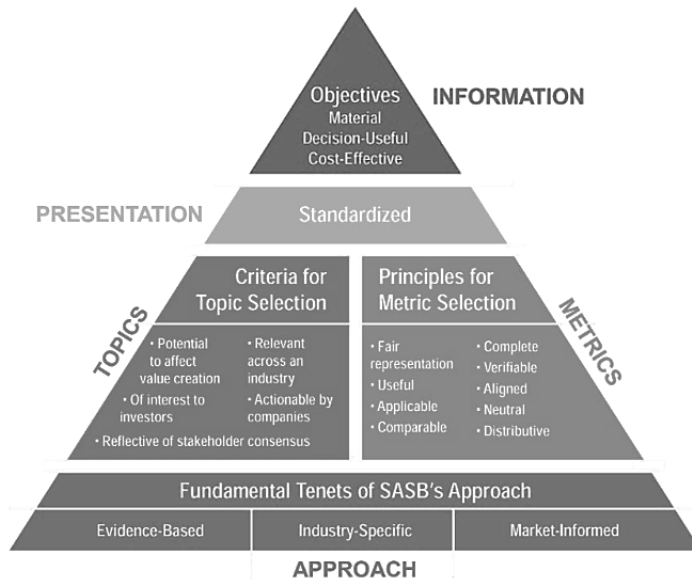 Objectives
Material
Decision-Useful
Cost-Effective
INFORMATION
PRESENTATION
Standardized
TOPICS
Criteria for
Topic Selection
• Potential
to affect
value creation
• Of interest to
investors
• Relevant
across an
industry
• Actionable by
companies
• Reflective of stakeholder consensus
Principles for
Metric Selection
• Fair
representation
• Useful
• Applicable
• Comparable
• Complete
• Verifiable
• Aligned
• Neutral
• Distributive
METRICS
Fundamental Tenets of SASB's Approach
Evidence-Based
Industry-Specific
Market-Informed
APPROACH